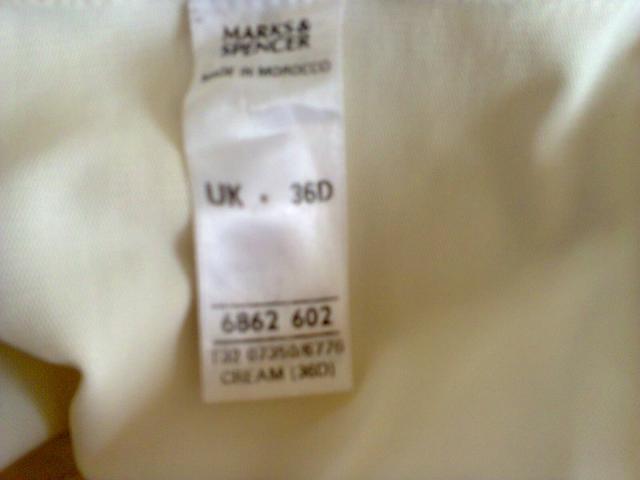 MARKS &
SPENCER
MADE IN MOROCCO
UK • 36D
6862 602
CREAM (36D)